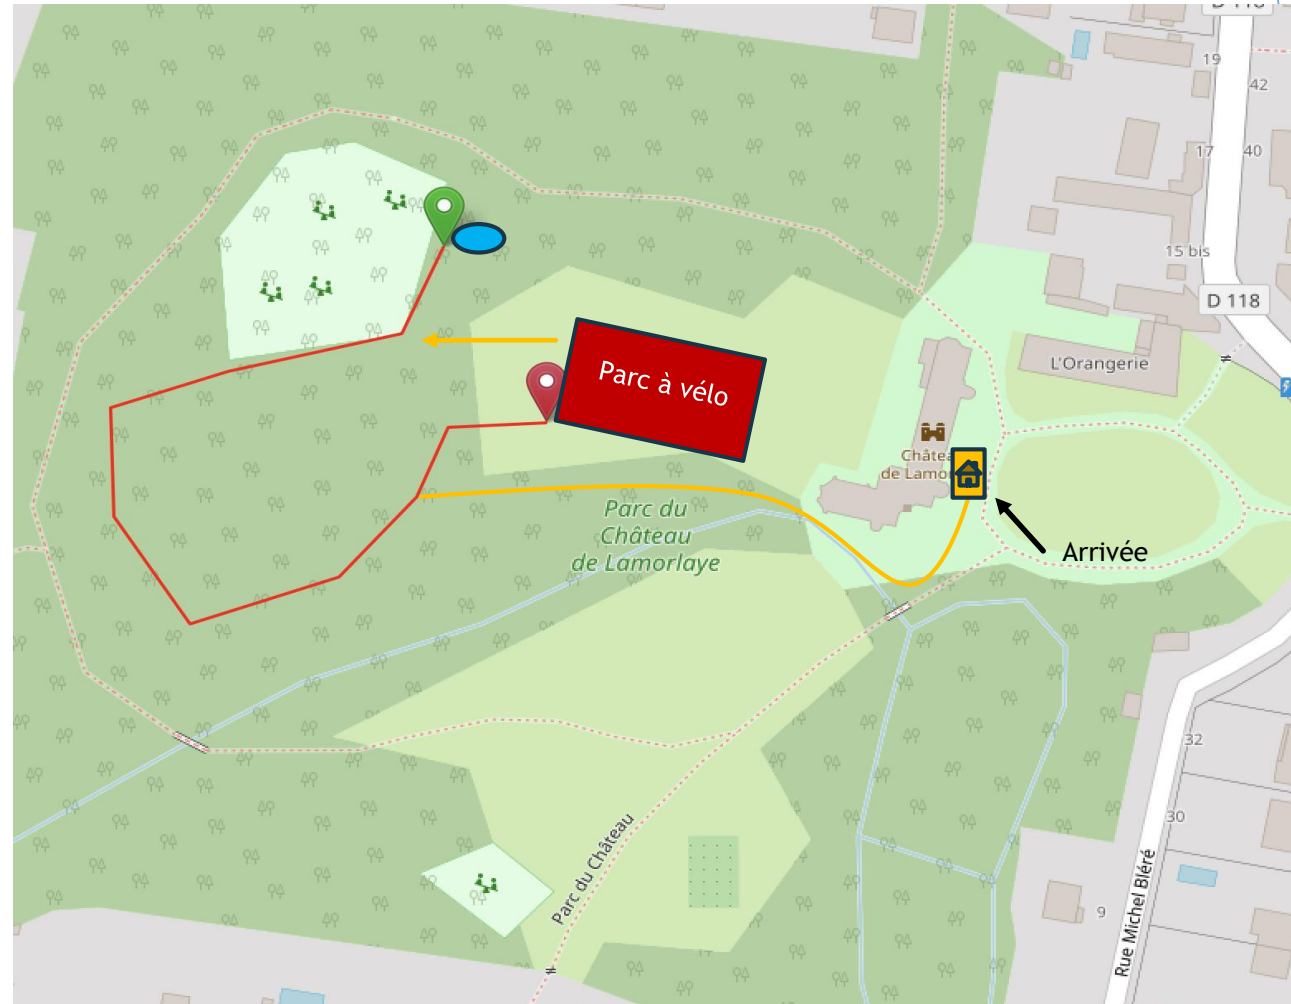 D 118
19
42
17
40
15 bis
D 118
L'Orangerie
Parc à vélo
Château
de Lamor
Parc du
Château
de Lamorlaye
Arrivée
32
30
Parc du Château
Rue Michel Bléré
9